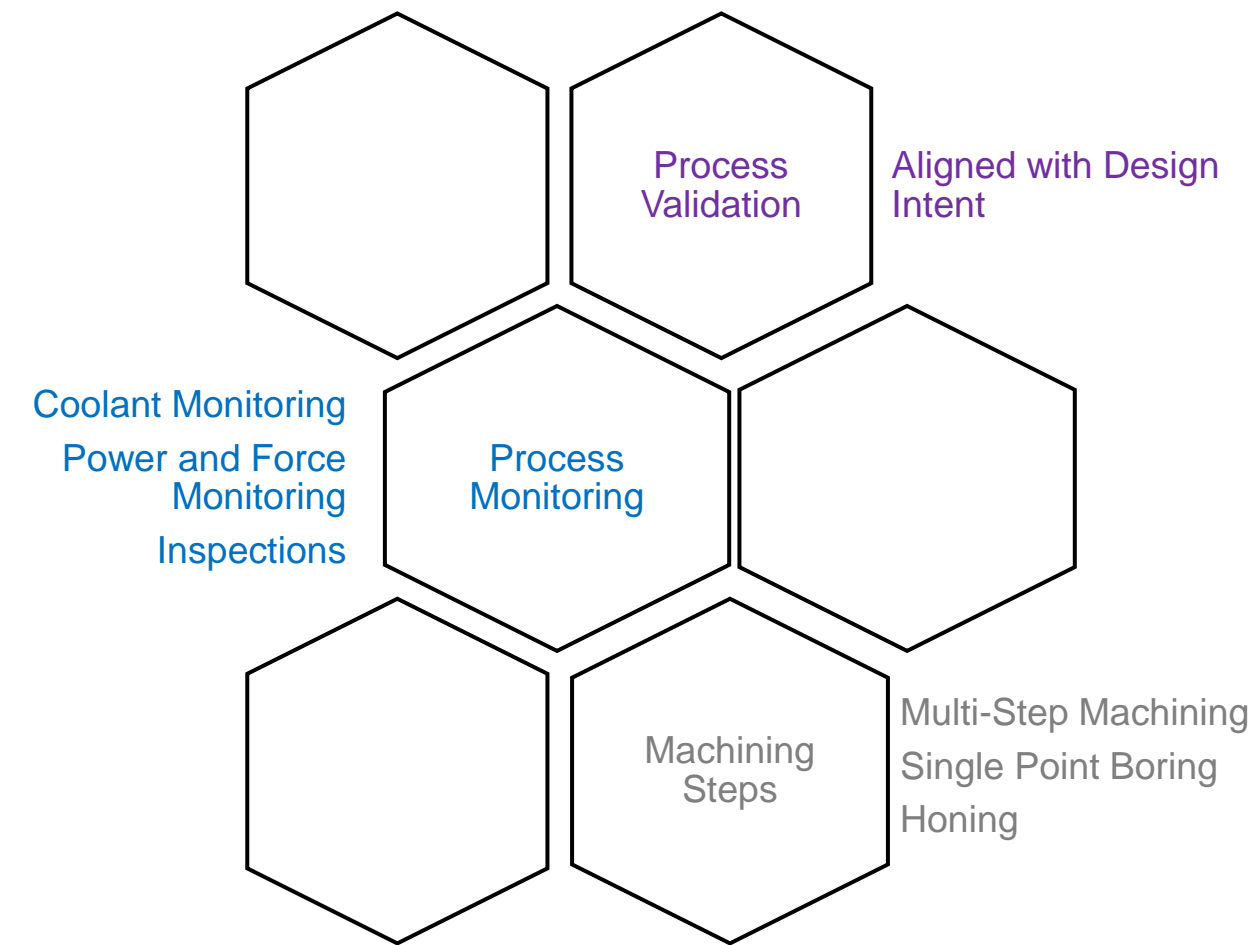 Process
Validation
Aligned with Design
Intent
Coolant Monitoring
Power and Force
Monitoring
Inspections
Process
Monitoring
Machining
Steps
Multi-Step Machining
Single Point Boring
Honing